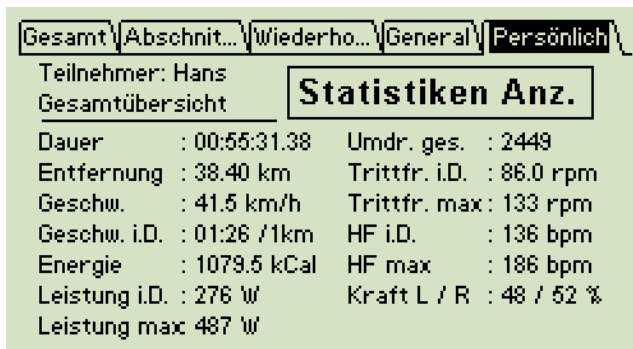 Gesamt Abschnit... Wiederho... General Persönlich
Teilnehmer: Hans
Gesamtübersicht
Statistiken Anz.
Dauer : 00:55:31.38 Umdr. ges. : 2449
Entfernung : 38.40 km Trittfr. i.D. : 86.0 rpm
Geschw. : 41.5 km/h Trittfr. max : 133 rpm
Geschw. i.D. : 01:26 /1km HF i.D. : 136 bpm
Energie : 1079.5 kCal HF max : 186 bpm
Leistung i.D. : 276 W Kraft L / R : 48 / 52 %
Leistung max: 487 W